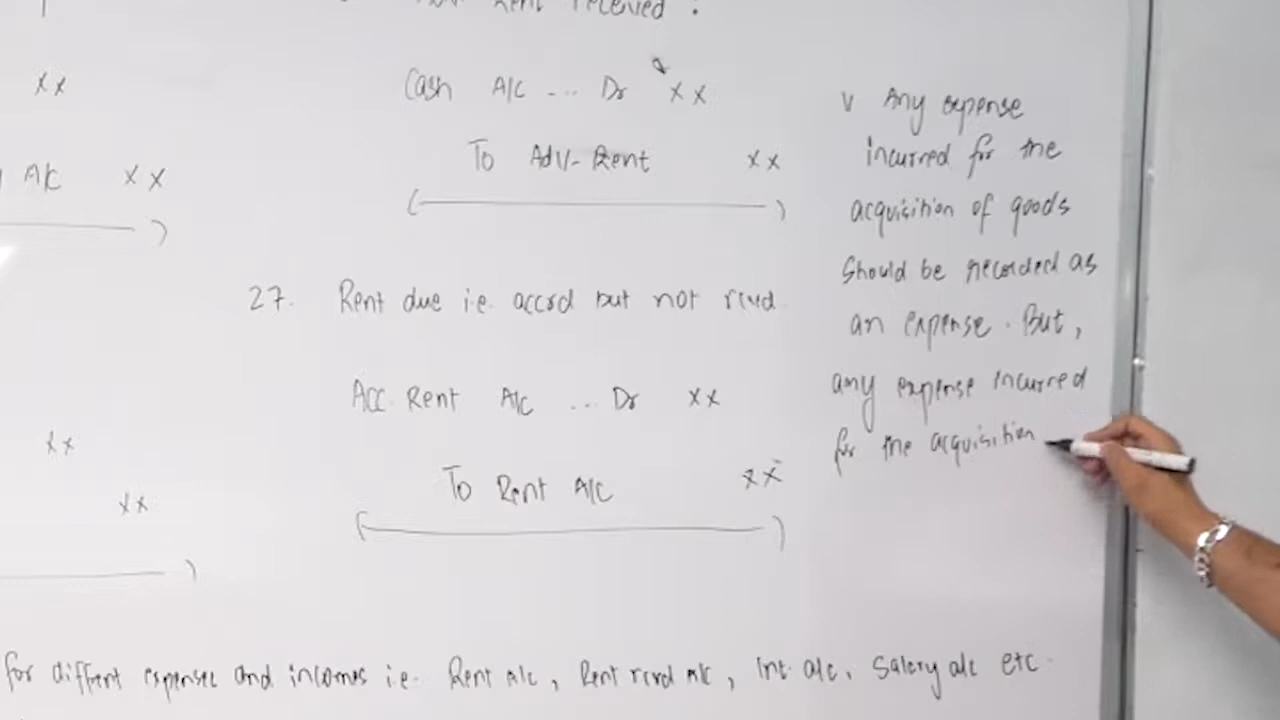 Rent received :
xx
Cash A/c ... Dr xx
To Adv. Rent xx
A/c xx
27. Rent due i.e. accrd but not rcvd
Acc. Rent A/c ... Dr xx
xx
To Rent A/c xx
xx
v Any expense
incurred for the
acquisition of goods
should be recorded as
an expense. But,
any expense incurred
for the acquisition
for diffrent expenses and incomes i.e. Rent A/c, Rent rcvd A/c, Int. a/c, Salary a/c etc.